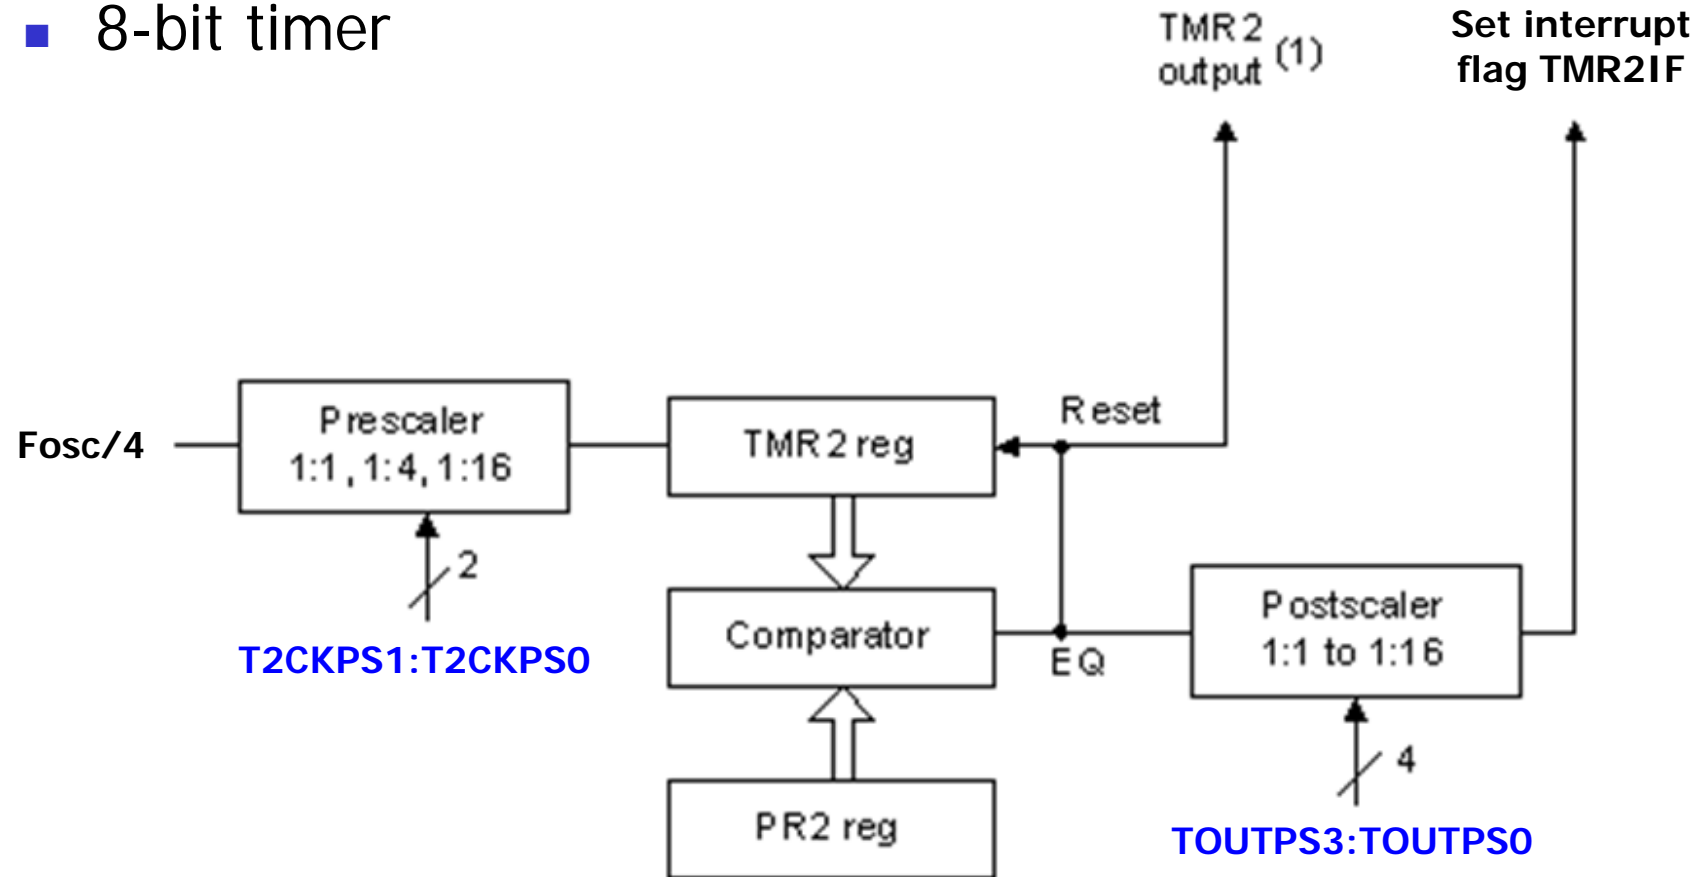 ▪ 8-bit timer
TMR2
output (1)
Set interrupt
flag TMR2IF
Fosc/4
Prescaler
1:1, 1:4, 1:16
2
T2CKPS1:T2CKPS0
TMR2 reg
Reset
Comparator
EQ
PR2 reg
Postscaler
1:1 to 1:16
4
TOUTPS3:TOUTPS0